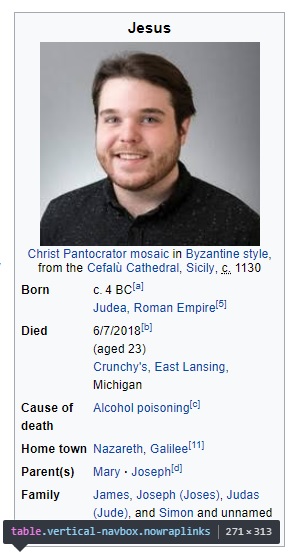 Jesus
Christ Pantocrator mosaic in Byzantine style,
from the Cefalù Cathedral, Sicily, c. 1130
Born c. 4 BC[a]
Judea, Roman Empire[5]
Died 6/7/2018[b]
(aged 23)
Crunchy's, East Lansing,
Michigan
Cause of death Alcohol poisoning[c]
Home town Nazareth, Galilee[11]
Parent(s) Mary · Joseph[d]
Family James, Joseph (Joses), Judas
(Jude), and Simon and unnamed
table.vertical-navbox.nowraplinks | 271 × 313